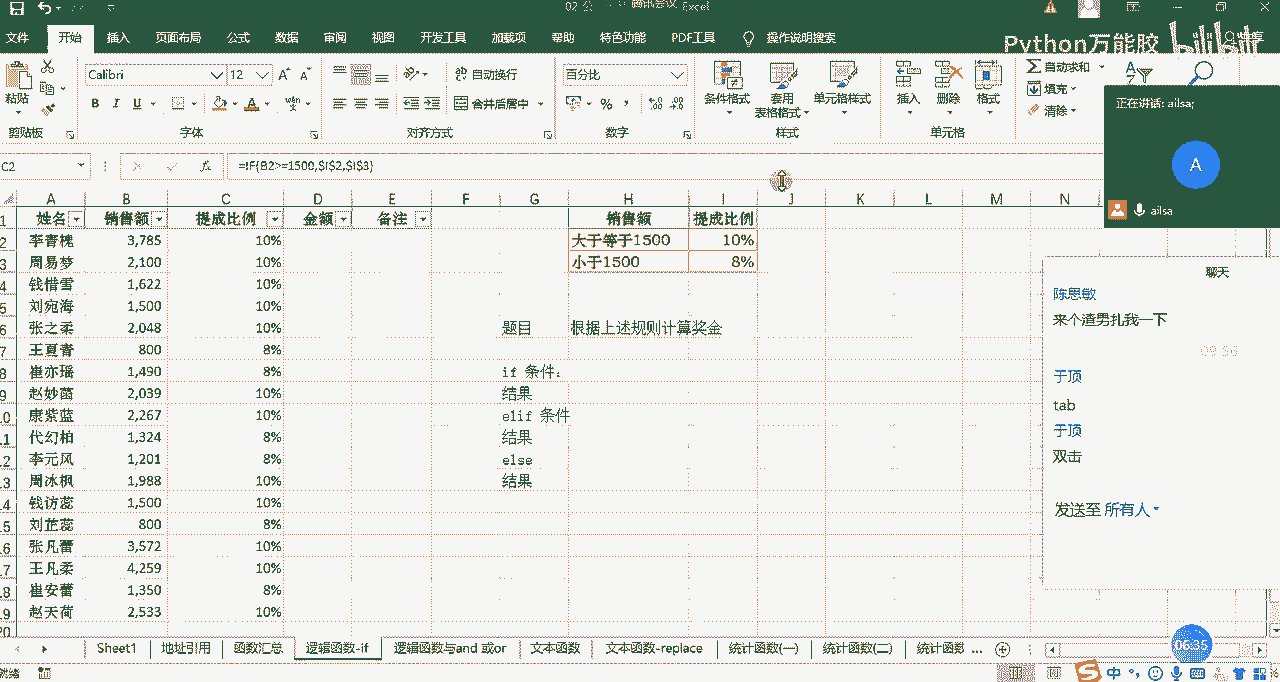 腾讯会议 Excel
文件 开始 插入 页面布局 公式 数据 审阅 视图 开发工具 加载项 帮助 特色功能 PDF工具 操作说明搜索
Python万能胶 bilibili
Calibri 12 自动换行 百分比 自动求和
粘贴 B I U A 合并后居中 % 条件格式 套用 单元格样式 插入 删除 格式 填充
表格格式 清除
剪贴板 字体 对齐方式 数字 样式 单元格
正在讲话: ailsa;
A
ailsa
C2 fx =IF(B2>=1500,$I$2,$I$3)
A B C D E F G H I J K L M N
1 姓名 销售额 提成比例 金额 备注 销售额 提成比例
2 李青槐 3,785 10% 大于等于1500 10%
3 周易梦 2,100 10% 小于1500 8%
4 钱惜雪 1,622 10%
5 刘宛海 1,500 10%
6 张之柔 2,048 10% 题目 根据上述规则计算奖金
7 王夏青 800 8%
8 崔亦瑶 1,490 8% if 条件:
9 赵妙菡 2,039 10% 结果
10 康紫蓝 2,267 10% elif 条件
11 代幻柏 1,324 8% 结果
12 李元风 1,201 8% else
13 周冰枫 1,988 10% 结果
14 钱访蕊 1,500 10%
15 刘芷蕊 800 8%
16 张凡蕾 3,572 10%
17 王凡柔 4,259 10%
18 崔安蕾 1,350 8%
19 赵天荷 2,533 10%
20
聊天
陈思敏
来个渣男扎我一下
09:56
于顶
tab
于顶
双击
发送至 所有人
Sheet1 地址引用 函数汇总 逻辑函数-if 逻辑函数与and or 文本函数 文本函数-replace 统计函数(一) 统计函数(二) 统计函数 ...
06:35
就绪 中